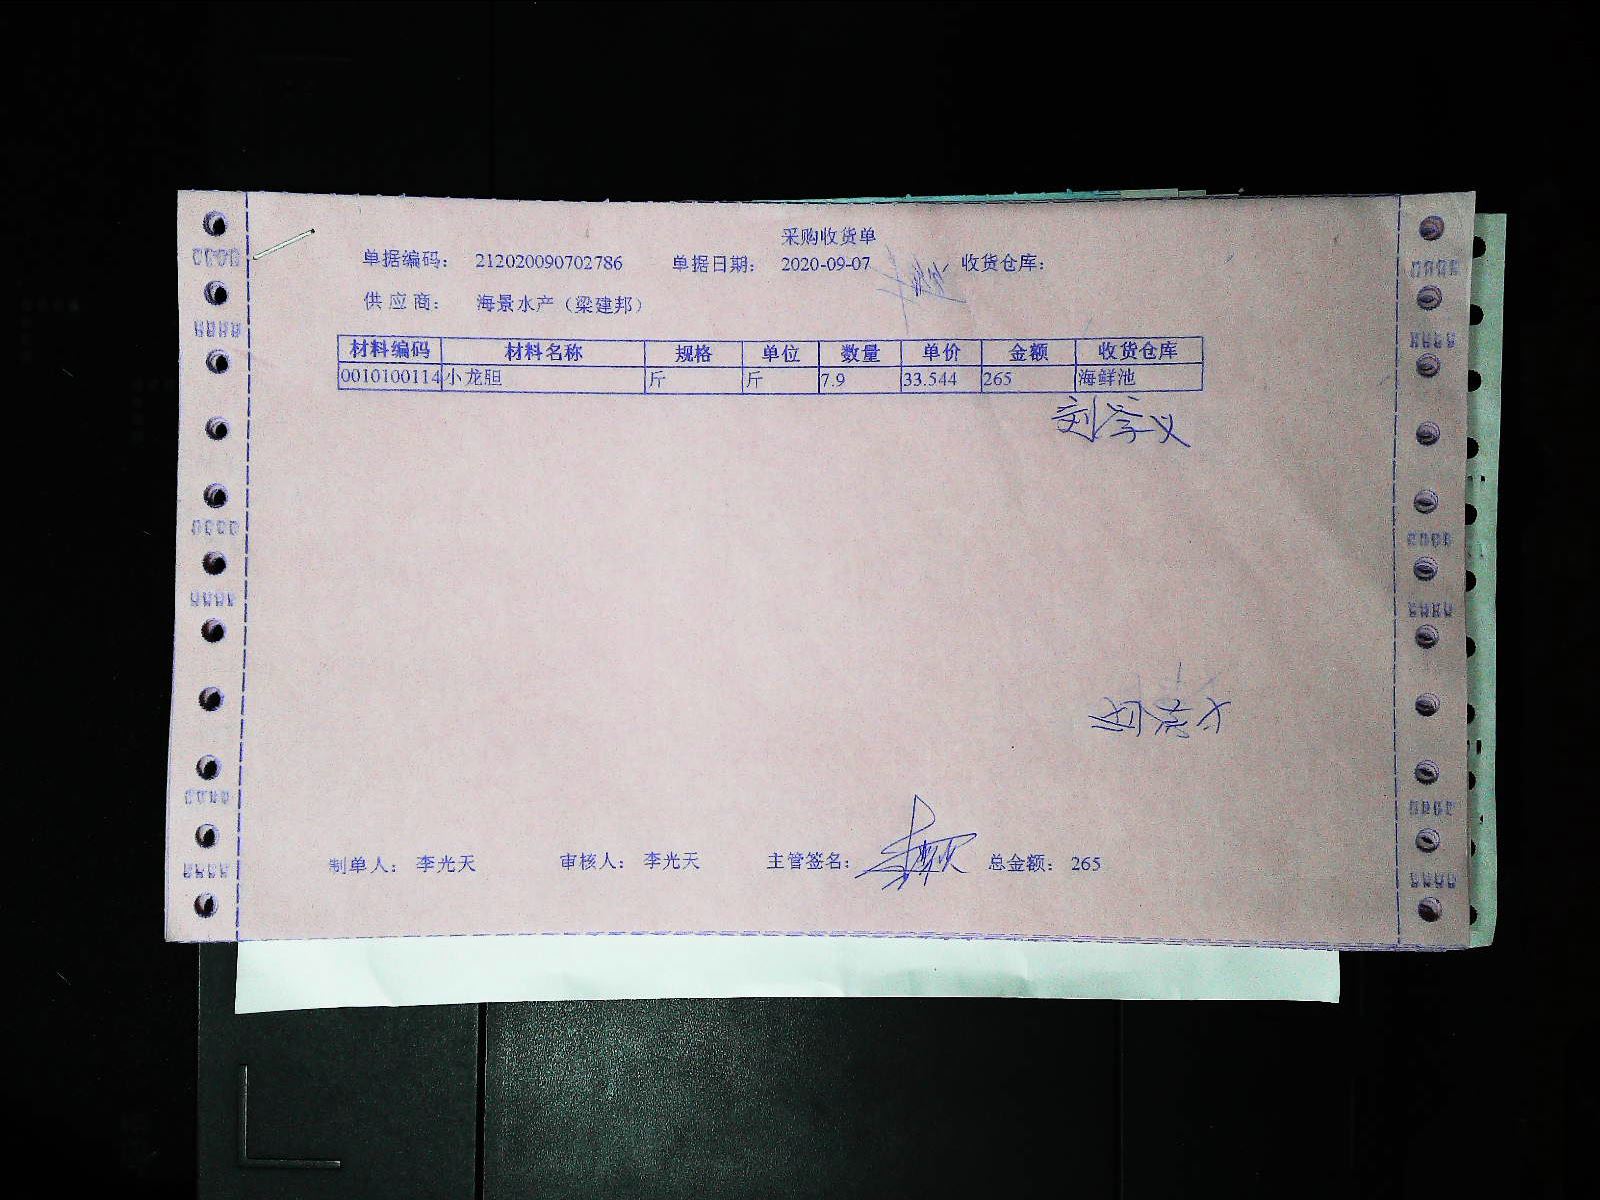 采购收货单
单据编码： 212020090702786 单据日期： 2020-09-07 收货仓库：
供应商： 海景水产（梁建邦）
材料编码 材料名称 规格 单位 数量 单价 金额 收货仓库
0010100114 小龙胆 斤 斤 7.9 33.544 265 海鲜池
刘学义
制单人： 李光天 审核人： 李光天 主管签名： 总金额： 265